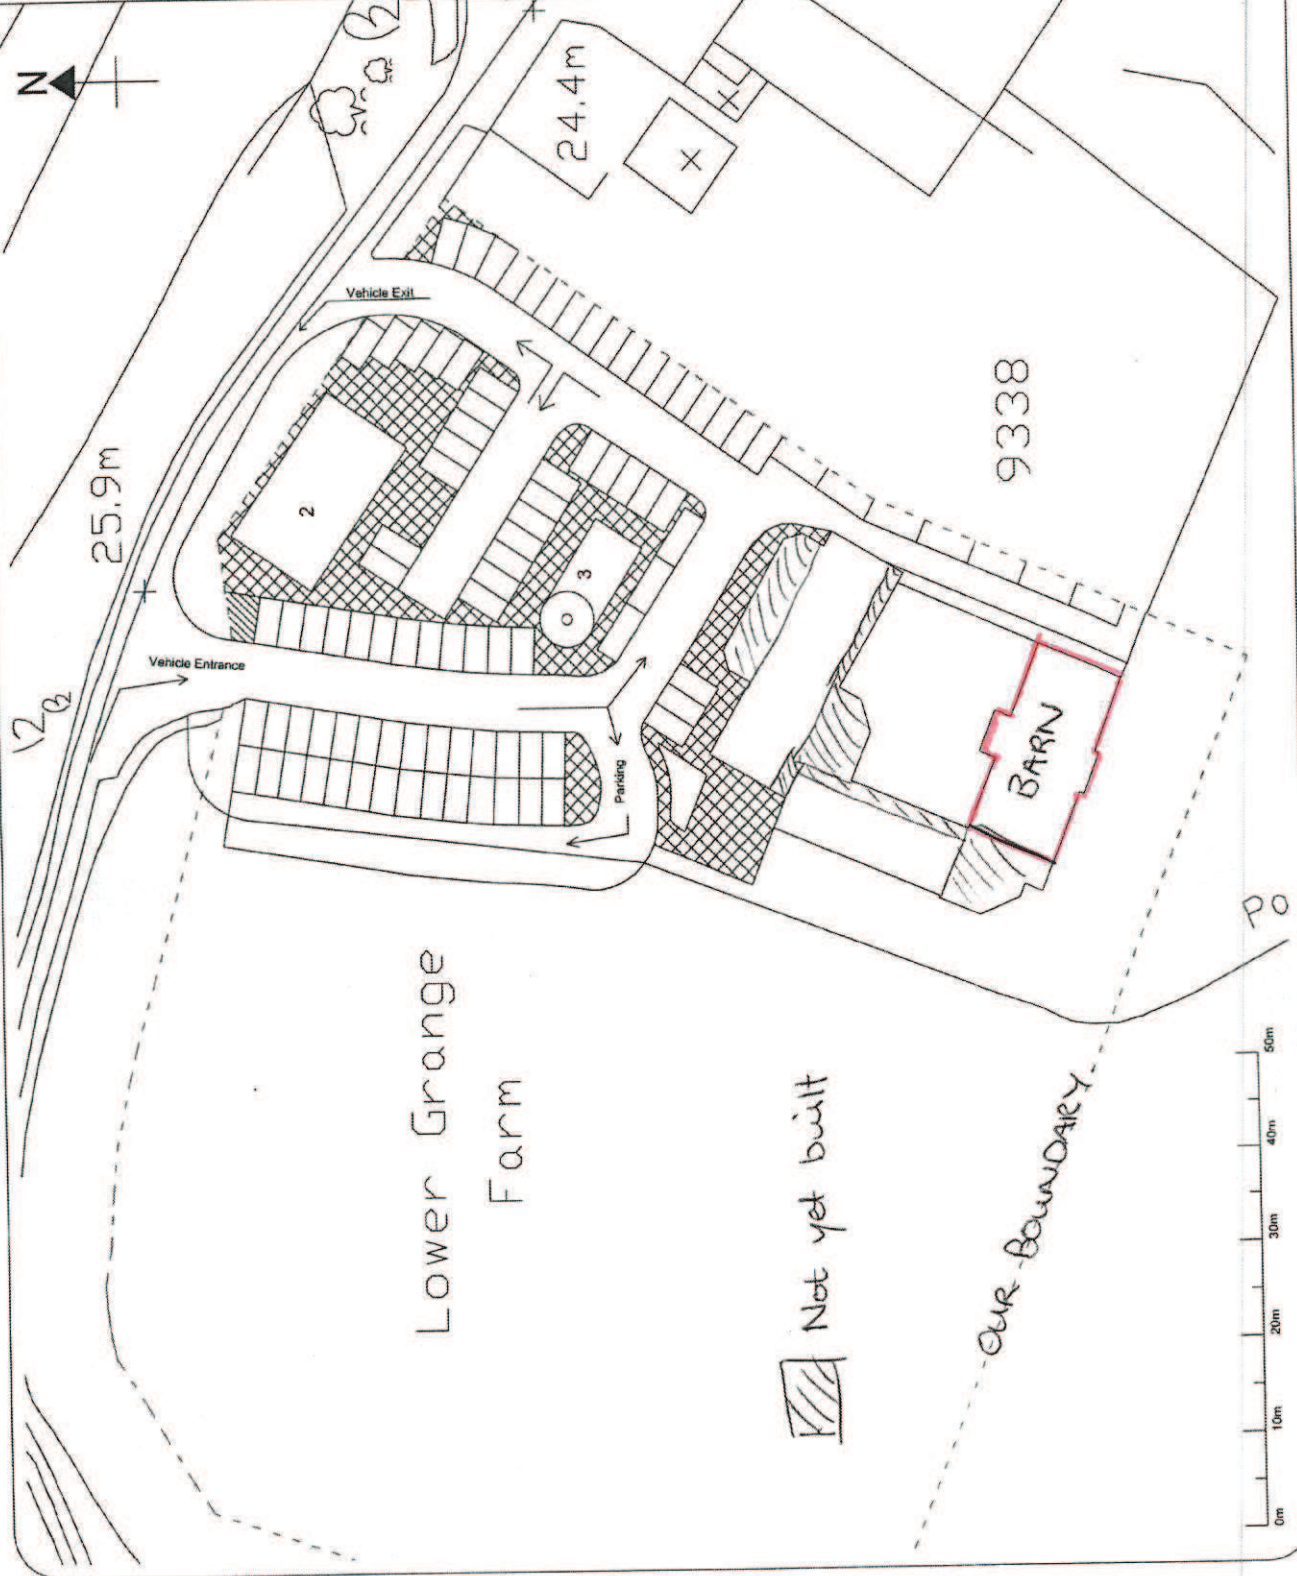 N
24.4m
Vehicle Exit
25.9m
2
3
Vehicle Entrance
9338
Parking
BARN
Lower Grange
Farm
Not yet built
OUR BOUNDARY
0m 10m 20m 30m 40m 50m